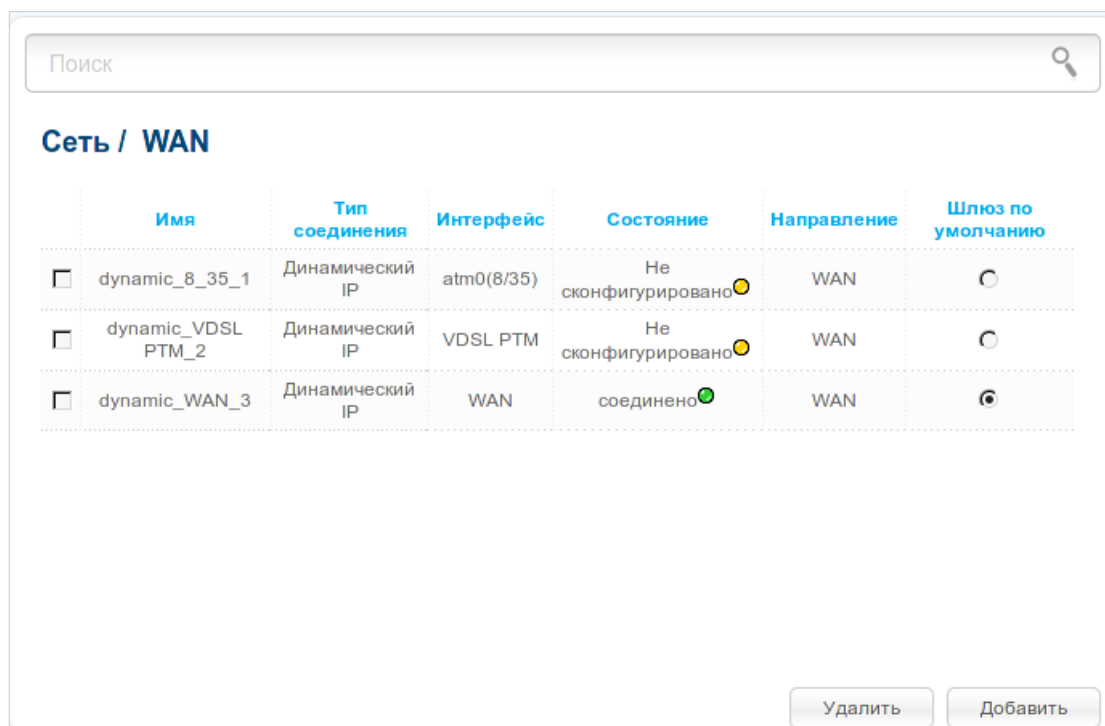 Поиск
Сеть / WAN
Имя Тип соединения Интерфейс Состояние Направление Шлюз по умолчанию
dynamic_8_35_1 Динамический IP atm0(8/35) Не сконфигурировано WAN
dynamic_VDSL PTM_2 Динамический IP VDSL PTM Не сконфигурировано WAN
dynamic_WAN_3 Динамический IP WAN соединено WAN
Удалить Добавить